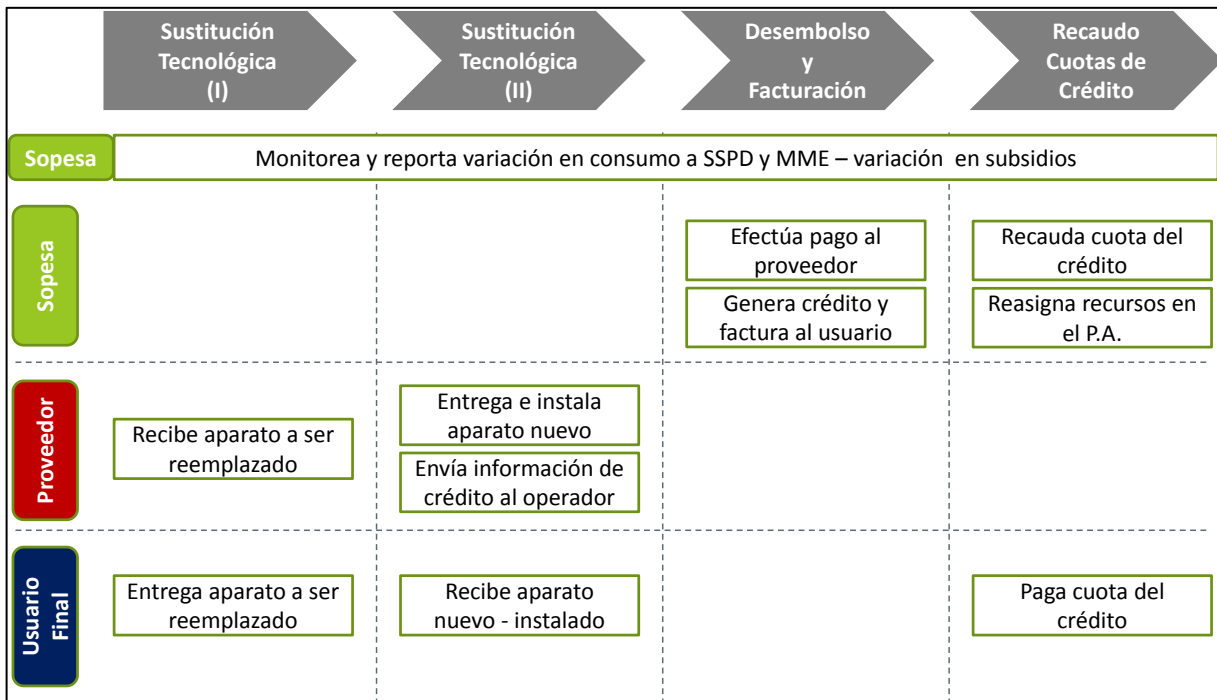 Sustitución
Tecnológica
(I)
Sustitución
Tecnológica
(II)
Desembolso
y
Facturación
Recaudo
Cuotas de
Crédito
Sopesa
Monitorea y reporta variación en consumo a SSPD y MME – variación en subsidios
Sopesa
Efectúa pago al
proveedor
Genera crédito y
factura al usuario
Recauda cuota del
crédito
Reasigna recursos en
el P.A.
Proveedor
Recibe aparato a ser
reemplazado
Entrega e instala
aparato nuevo
Envía información de
crédito al operador
Usuario
Final
Entrega aparato a ser
reemplazado
Recibe aparato
nuevo - instalado
Paga cuota del
crédito